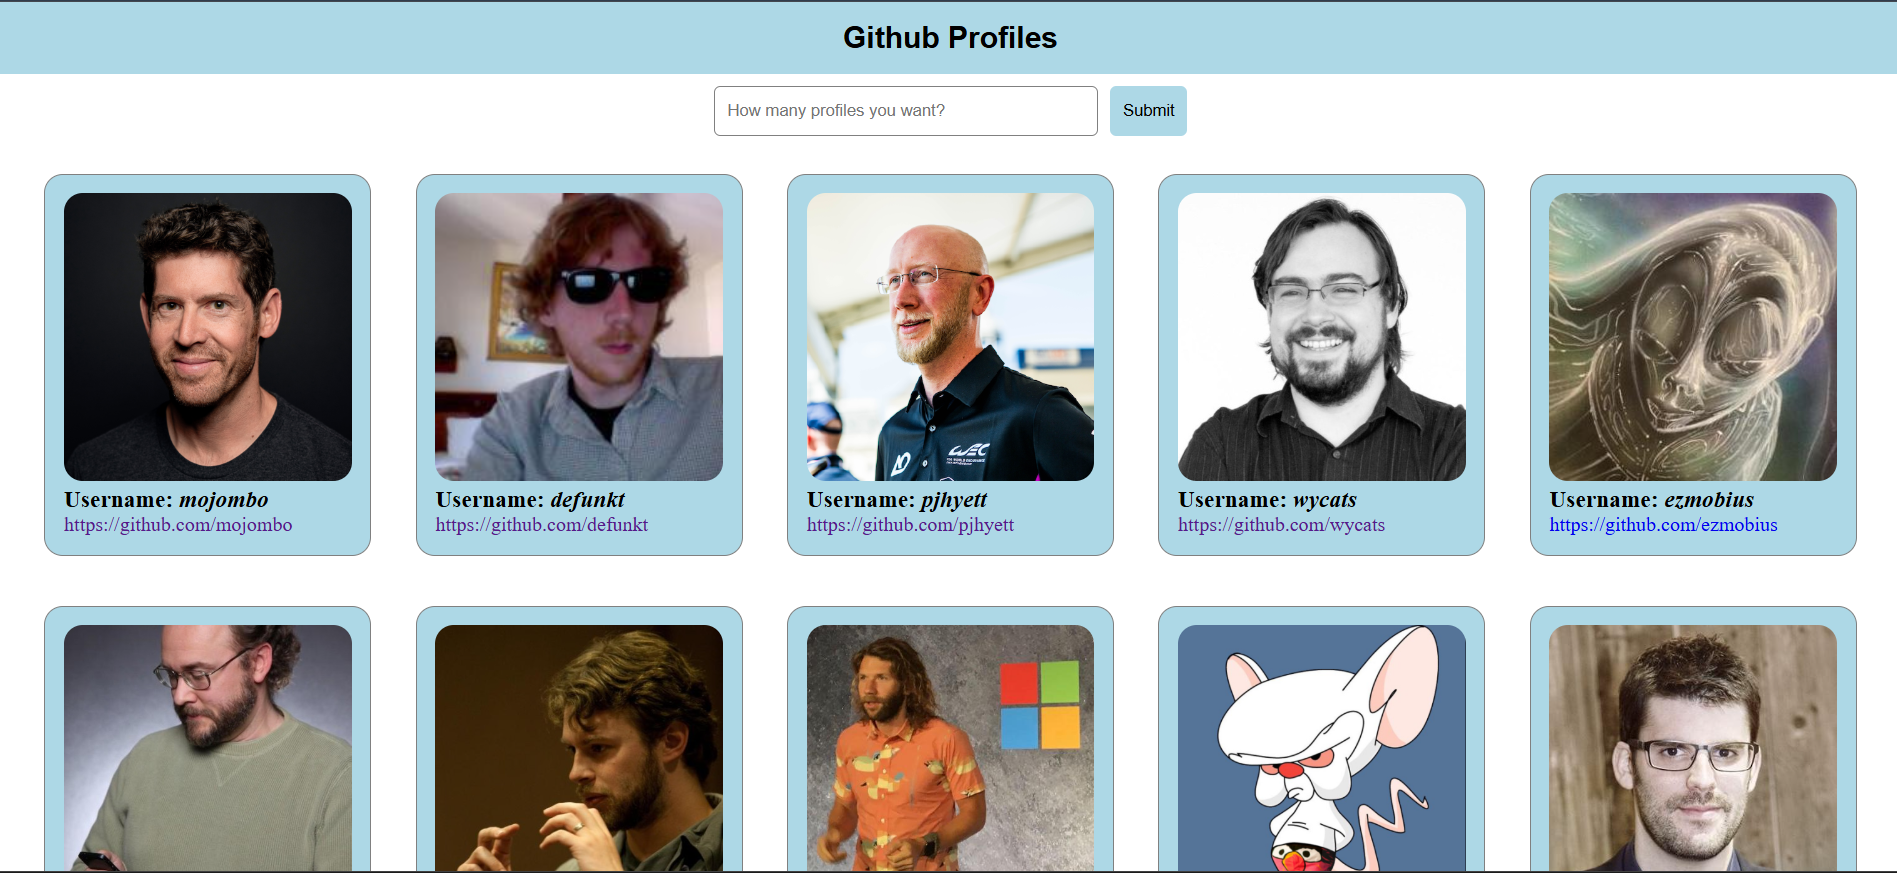 Github Profiles
How many profiles you want?
Submit
Username: mojombo
https://github.com/mojombo
Username: defunkt
https://github.com/defunkt
WEC
Username: pjhyett
https://github.com/pjhyett
Username: wycats
https://github.com/wycats
Username: ezmobius
https://github.com/ezmobius